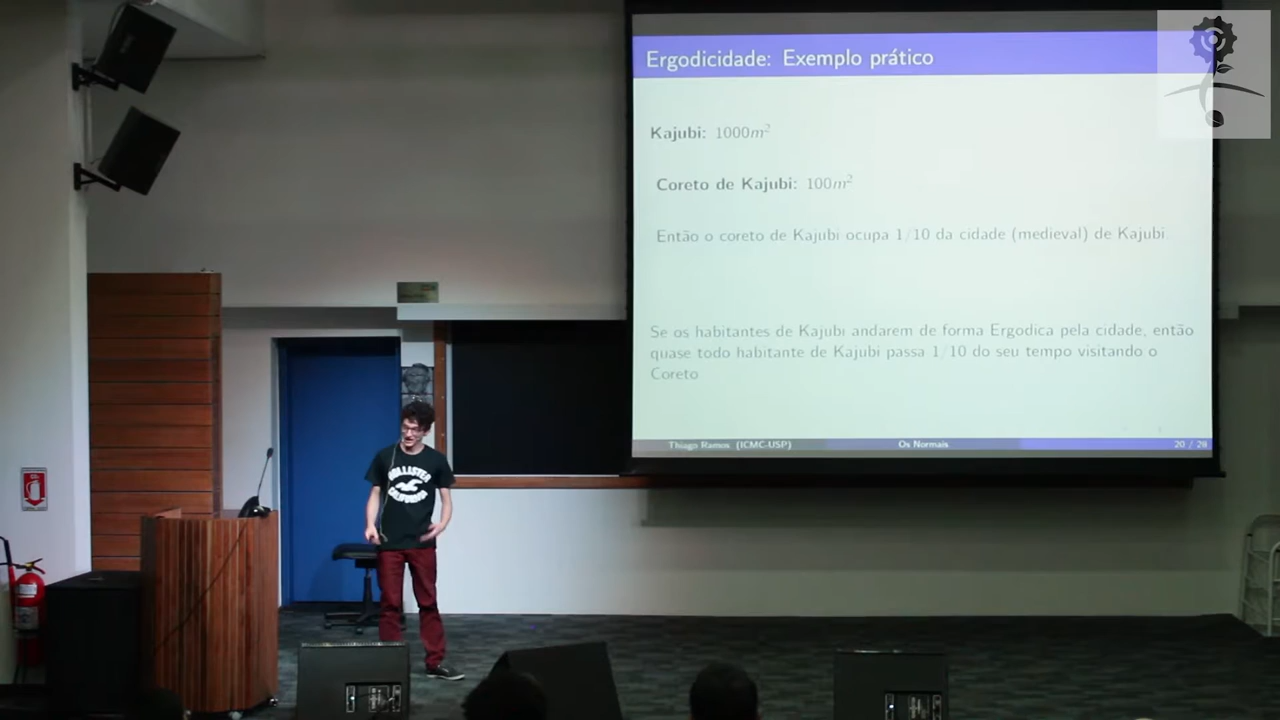 Ergodicidade: Exemplo prático
Kajubi: 1000m²
Coreto de Kajubi: 100m²
Então o coreto de Kajubi ocupa 1/10 da cidade (medieval) de Kajubi.
Se os habitantes de Kajubi andarem de forma Ergodica pela cidade, então
quase todo habitante de Kajubi passa 1/10 do seu tempo visitando o
Coreto
Thiago Ramos (ICMC-USP)
Os Normais
20 / 28
HOLLISTER
CALIFORNIA